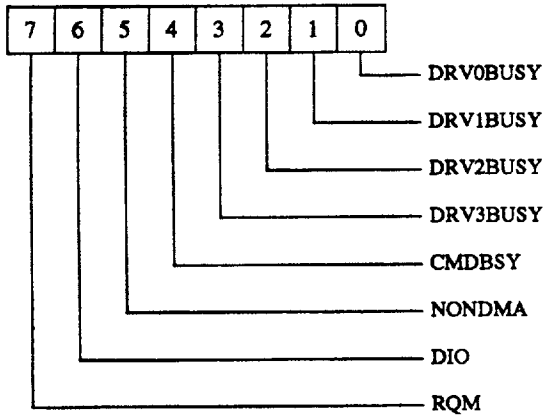 7 6 5 4 3 2 1 0
DRV0BUSY
DRV1BUSY
DRV2BUSY
DRV3BUSY
CMDBSY
NONDMA
DIO
RQM